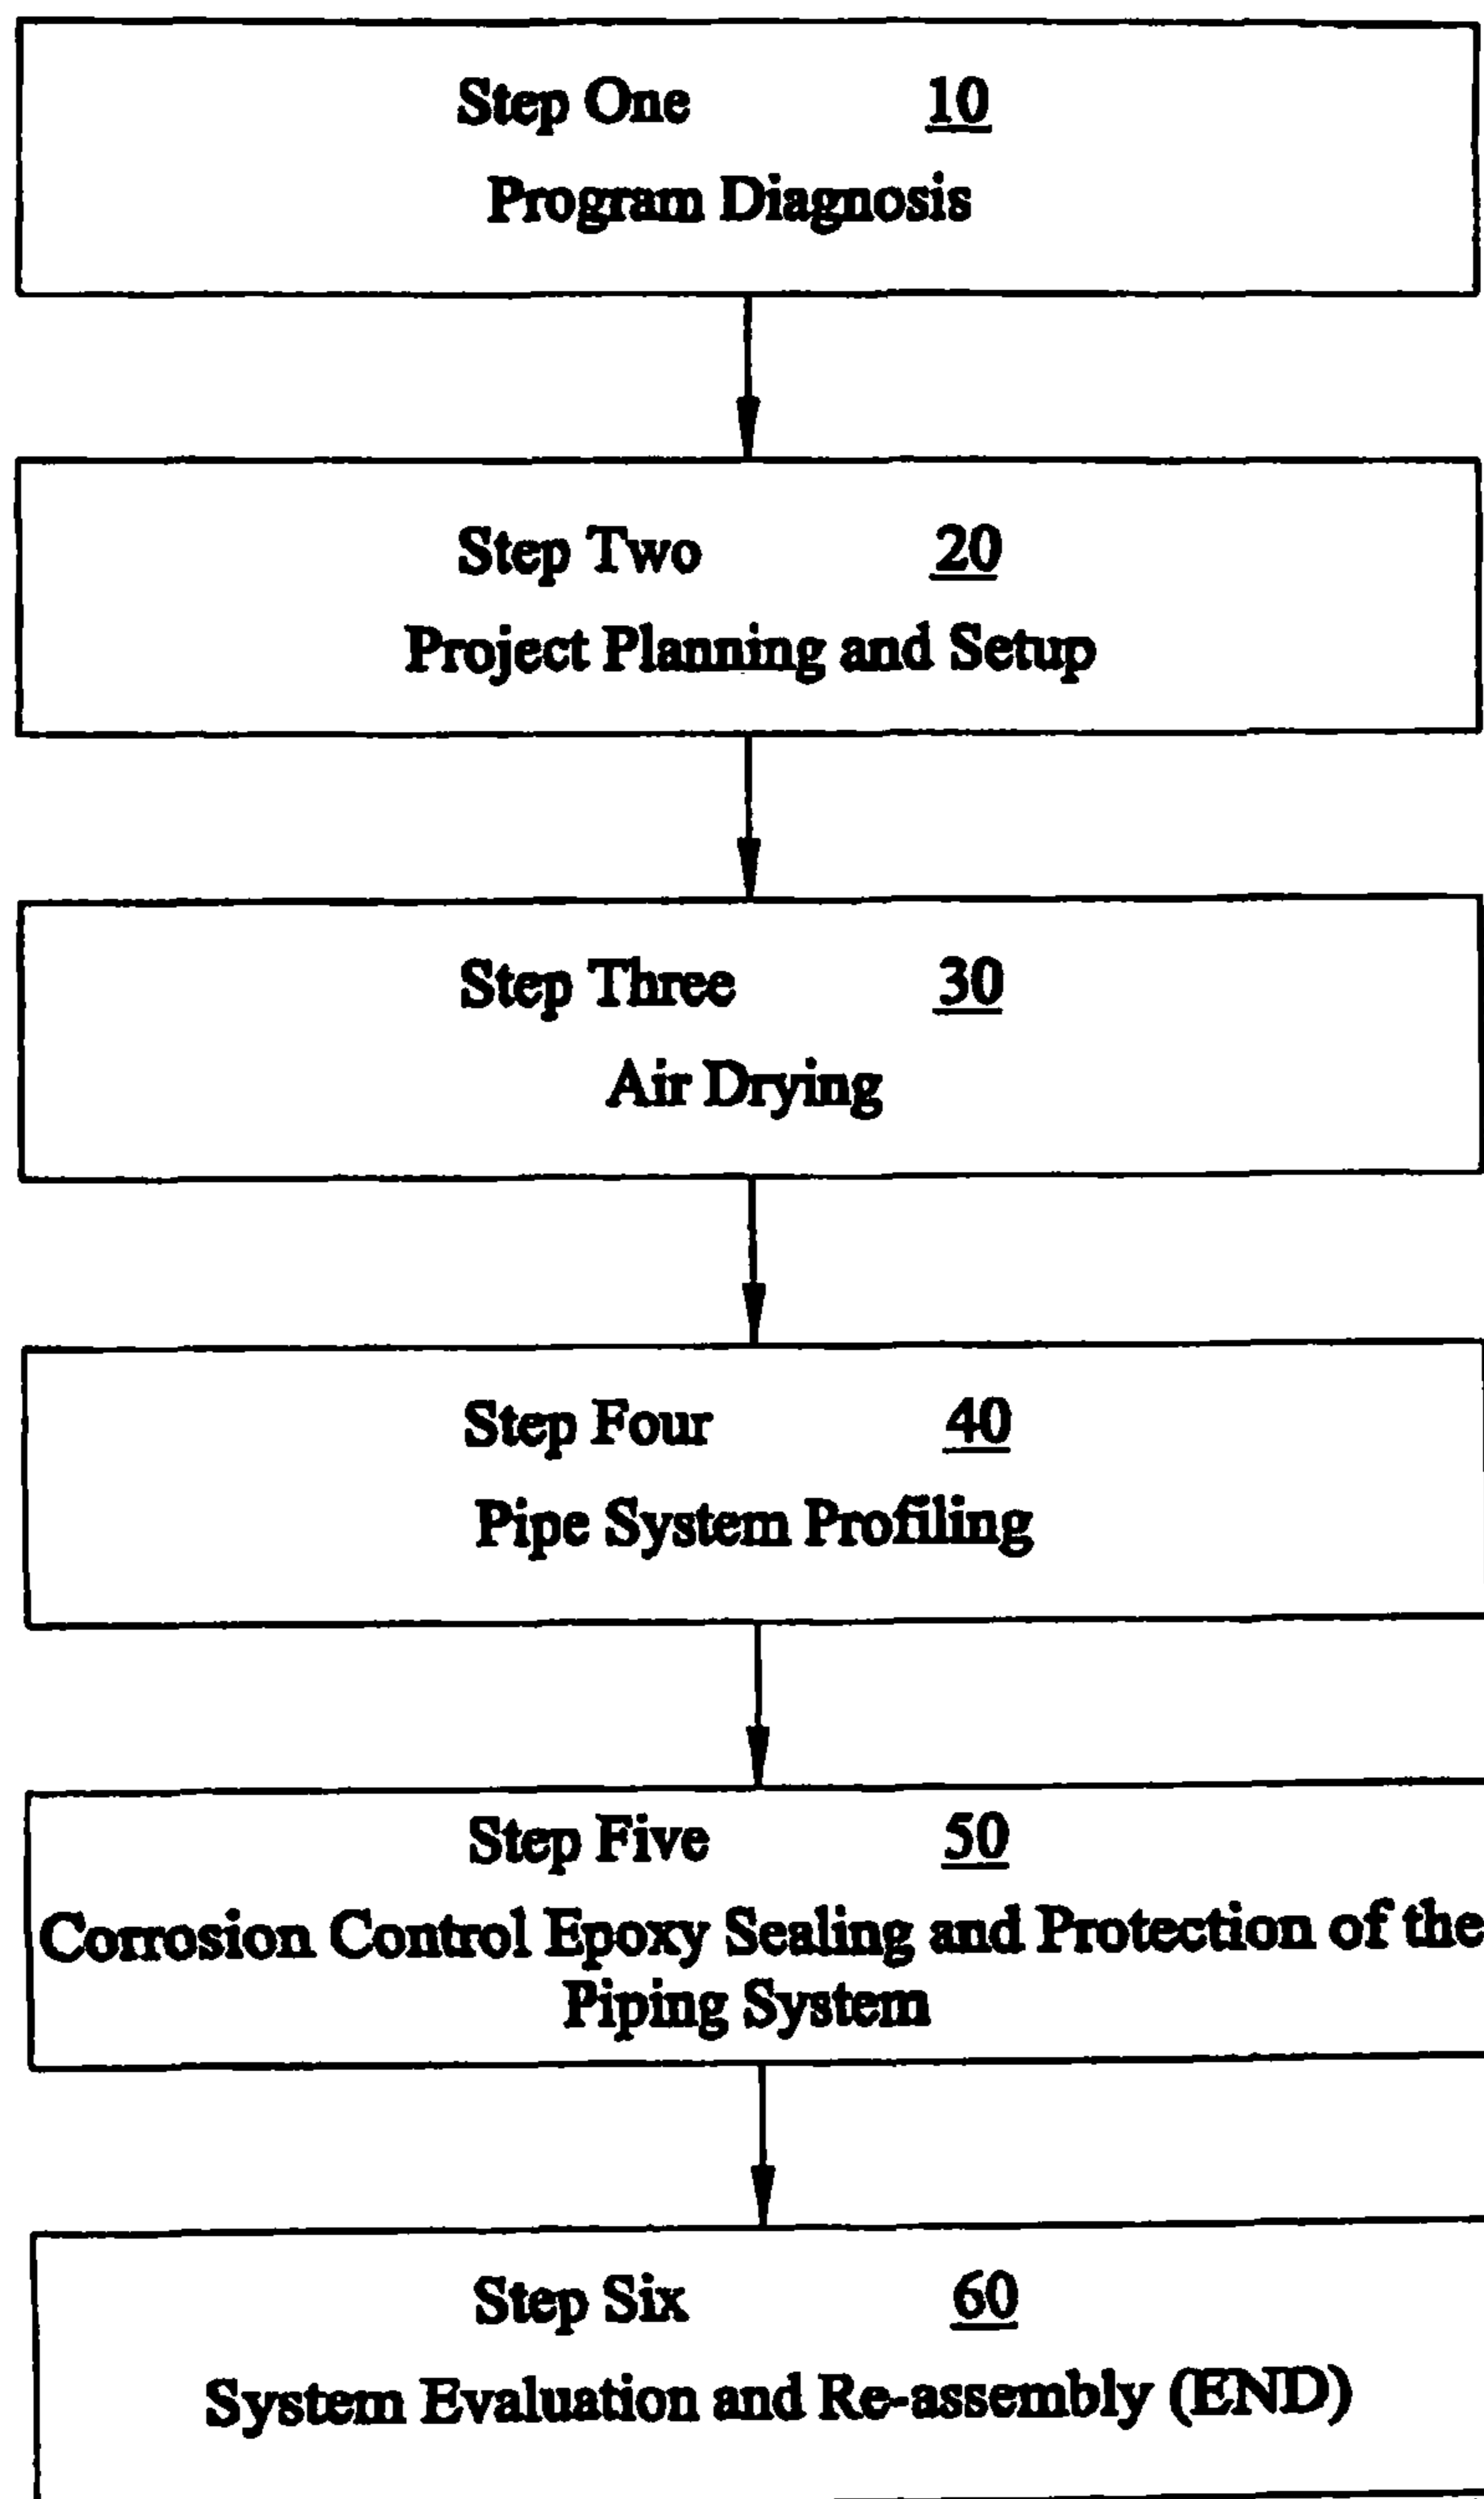 Step One 10
Program Diagnosis
Step Two 20
Project Planning and Setup
Step Three 30
Air Drying
Step Four 40
Pipe System Profiling
Step Five 50
Corrosion Control Epoxy Sealing and Protection of the
Piping System
Step Six 60
System Evaluation and Re-assembly (END)